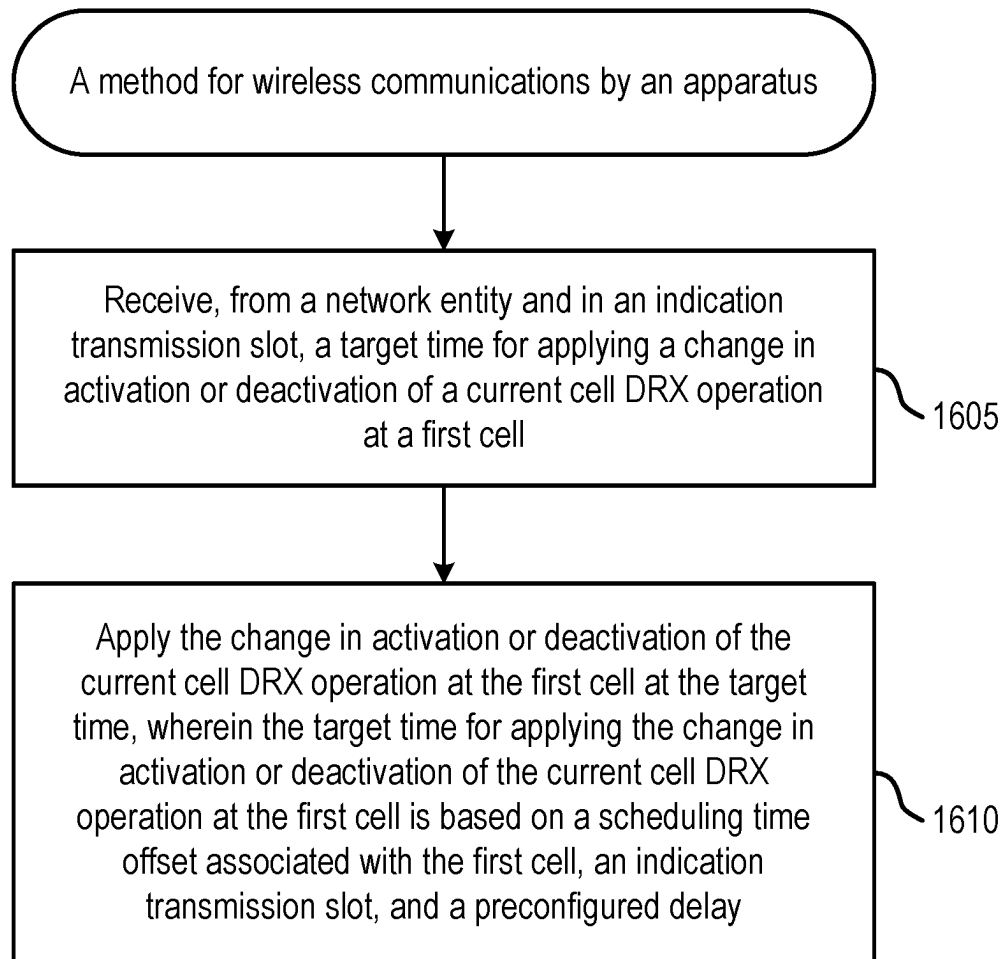 A method for wireless communications by an apparatus
Receive, from a network entity and in an indication
transmission slot, a target time for applying a change in
activation or deactivation of a current cell DRX operation
at a first cell
1605
Apply the change in activation or deactivation of the
current cell DRX operation at the first cell at the target
time, wherein the target time for applying the change in
activation or deactivation of the current cell DRX
operation at the first cell is based on a scheduling time
offset associated with the first cell, an indication
transmission slot, and a preconfigured delay
1610